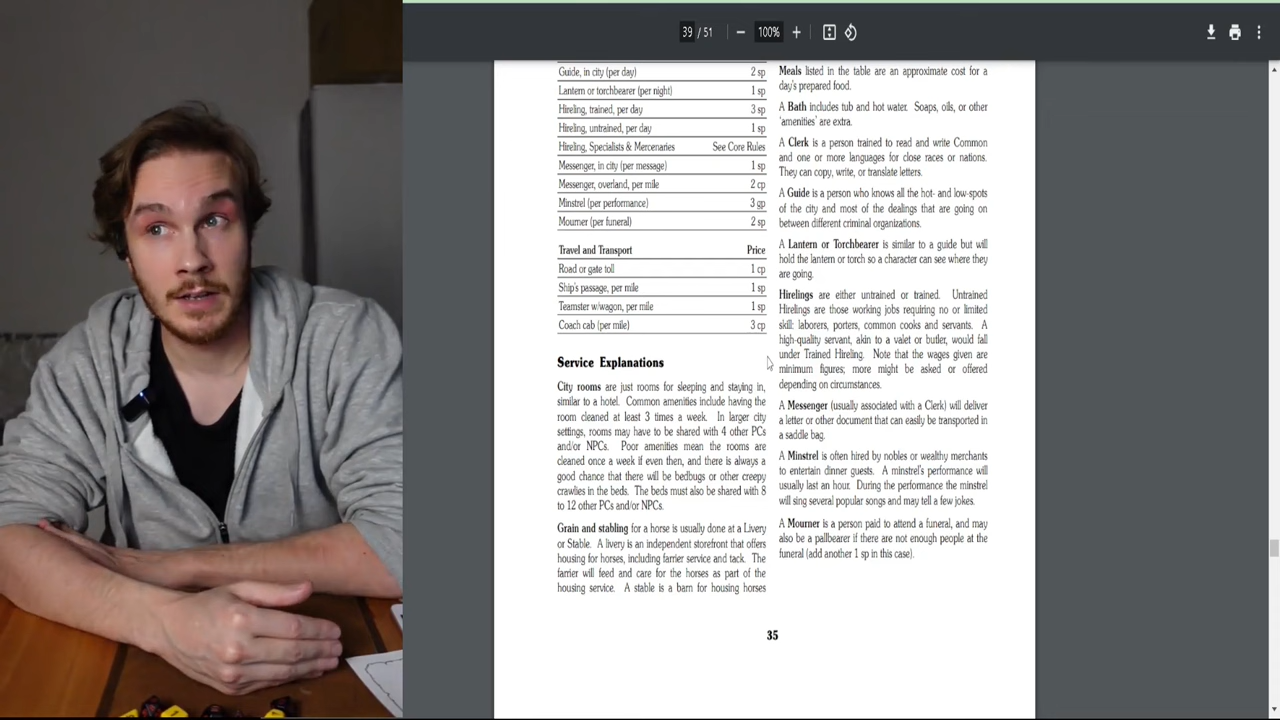 39 / 51
100%
Guide, in city (per day) 2 sp
Lantern or torchbearer (per night) 1 sp
Hireling, trained, per day 3 sp
Hireling, untrained, per day 1 sp
Hireling, Specialists & Mercenaries See Core Rules
Messenger, in city (per message) 1 sp
Messenger, overland, per mile 2 cp
Minstrel (per performance) 3 gp
Mourner (per funeral) 2 sp
Travel and Transport Price
Road or gate toll 1 cp
Ship's passage, per mile 1 sp
Teamster w/wagon, per mile 1 sp
Coach cab (per mile) 3 cp
Service Explanations
City rooms are just rooms for sleeping and staying in,
similar to a hotel. Common amenities include having the
room cleaned at least 3 times a week. In larger city
settings, rooms may have to be shared with 4 other PCs
and/or NPCs. Poor amenities mean the rooms are
cleaned once a week if even then, and there is always a
good chance that there will be bedbugs or other creepy
crawlies in the beds. The beds must also be shared with 8
to 12 other PCs and/or NPCs.
Grain and stabling for a horse is usually done at a Livery
or Stable. A livery is an independent storefront that offers
housing for horses, including farrier service and tack. The
farrier will feed and care for the horses as part of the
housing service. A stable is a barn for housing horses
Meals listed in the table are an approximate cost for a
day's prepared food.
A Bath includes tub and hot water. Soaps, oils, or other
'amenities' are extra.
A Clerk is a person trained to read and write Common
and one or more languages for close races or nations.
They can copy, write, or translate letters.
A Guide is a person who knows all the hot- and low-spots
of the city and most of the dealings that are going on
between different criminal organizations.
A Lantern or Torchbearer is similar to a guide but will
hold the lantern or torch so a character can see where they
are going.
Hirelings are either untrained or trained. Untrained
Hirelings are those working jobs requiring no or limited
skill: laborers, porters, common cooks and servants. A
high-quality servant, akin to a valet or butler, would fall
under Trained Hireling. Note that the wages given are
minimum figures; more might be asked or offered
depending on circumstances.
A Messenger (usually associated with a Clerk) will deliver
a letter or other document that can easily be transported in
a saddle bag.
A Minstrel is often hired by nobles or wealthy merchants
to entertain dinner guests. A minstrel's performance will
usually last an hour. During the performance the minstrel
will sing several popular songs and may tell a few jokes.
A Mourner is a person paid to attend a funeral, and may
also be a pallbearer if there are not enough people at the
funeral (add another 1 sp in this case).
35